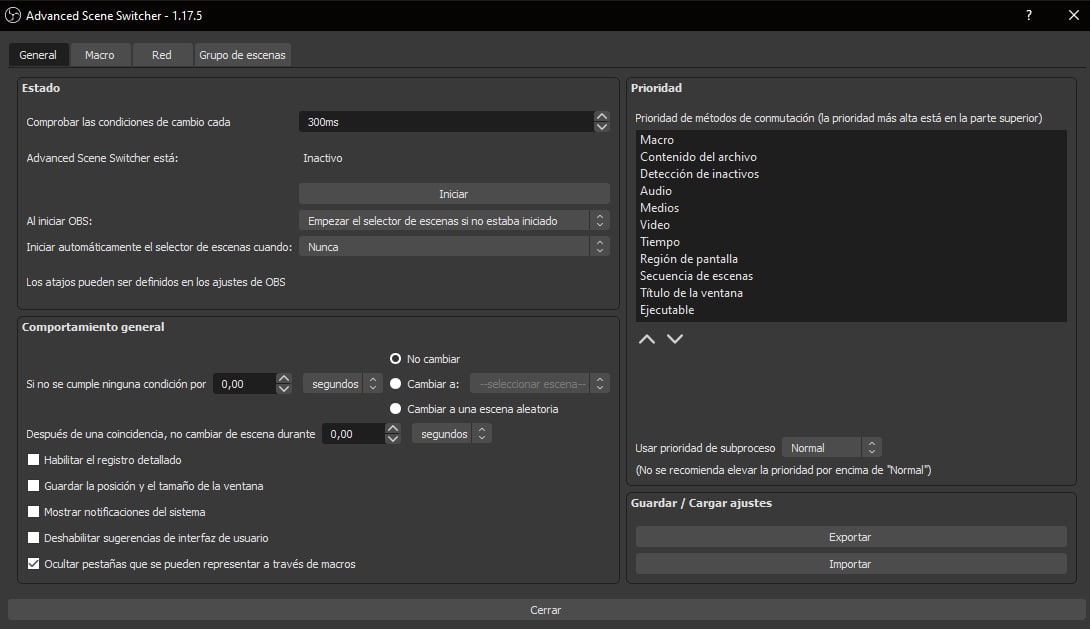 Advanced Scene Switcher - 1.17.5
?
General
Macro
Red
Grupo de escenas
Estado
Comprobar las condiciones de cambio cada
300ms
Advanced Scene Switcher está:
Inactivo
Iniciar
Al iniciar OBS:
Empezar el selector de escenas si no estaba iniciado
Iniciar automáticamente el selector de escenas cuando:
Nunca
Los atajos pueden ser definidos en los ajustes de OBS
Comportamiento general
Si no se cumple ninguna condición por
0,00
segundos
No cambiar
Cambiar a:
--seleccionar escena--
Cambiar a una escena aleatoria
Después de una coincidencia, no cambiar de escena durante
0,00
segundos
Habilitar el registro detallado
Guardar la posición y el tamaño de la ventana
Mostrar notificaciones del sistema
Deshabilitar sugerencias de interfaz de usuario
Ocultar pestañas que se pueden representar a través de macros
Prioridad
Prioridad de métodos de conmutación (la prioridad más alta está en la parte superior)
Macro
Contenido del archivo
Detección de inactivos
Audio
Medios
Video
Tiempo
Región de pantalla
Secuencia de escenas
Título de la ventana
Ejecutable
Usar prioridad de subproceso
Normal
(No se recomienda elevar la prioridad por encima de "Normal")
Guardar / Cargar ajustes
Exportar
Importar
Cerrar